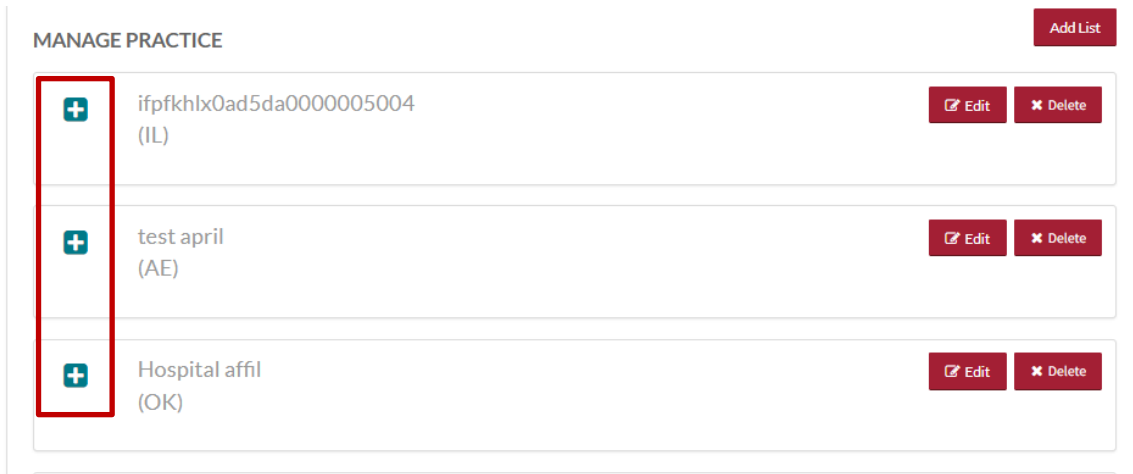 Add List
MANAGE PRACTICE
ifpfkhlx0ad5da0000005004
(IL)
Edit
Delete
test april
(AE)
Edit
Delete
Hospital affil
(OK)
Edit
Delete